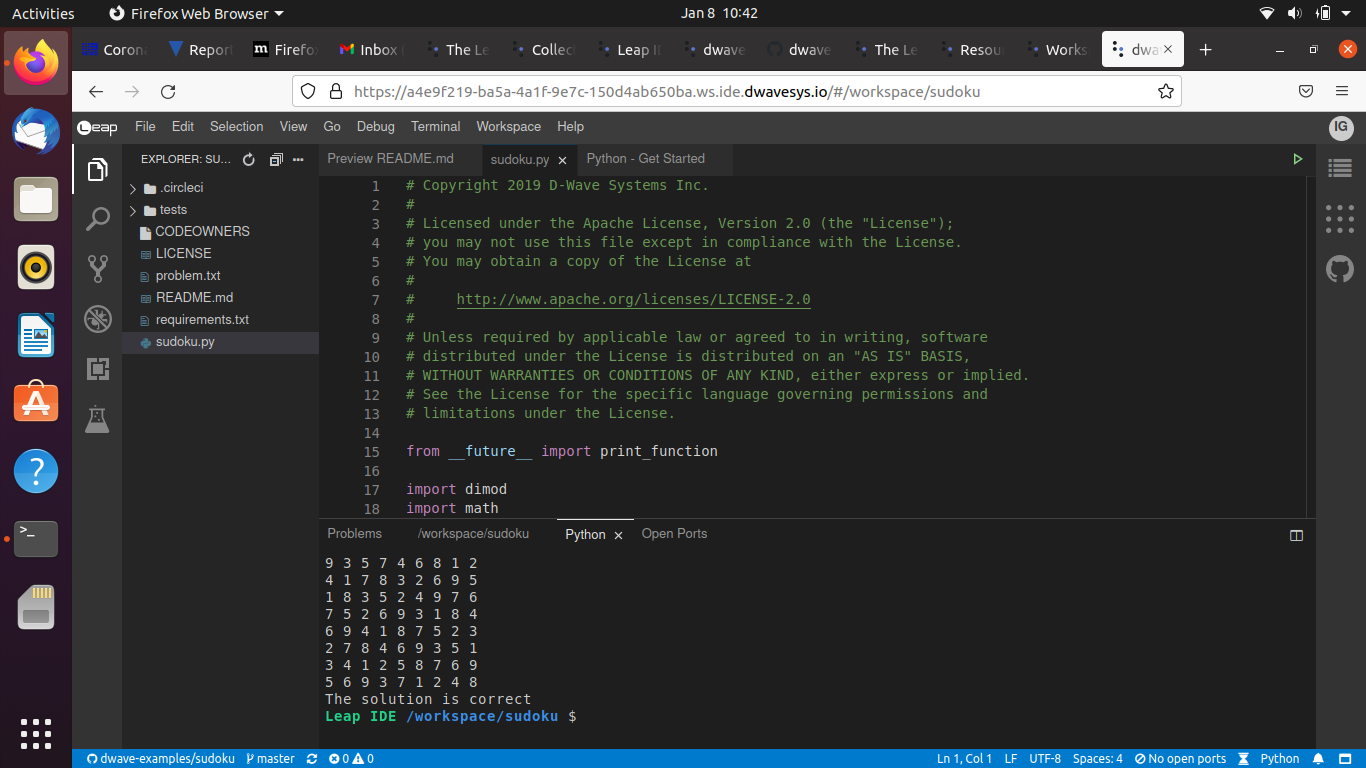 Activities Firefox Web Browser Jan 8 10:42
Corona Report Firefox Inbox ( The Le Collect Leap ID dwave dwave The Le Resour Works dwa
https://a4e9f219-ba5a-4a1f-9e7c-150d4ab650ba.ws.ide.dwavesys.io/#/workspace/sudoku
Leap File Edit Selection View Go Debug Terminal Workspace Help IG
EXPLORER: SU...
.circleci
tests
CODEOWNERS
LICENSE
problem.txt
README.md
requirements.txt
sudoku.py
Preview README.md sudoku.py Python - Get Started
1 # Copyright 2019 D-Wave Systems Inc.
2 #
3 # Licensed under the Apache License, Version 2.0 (the "License");
4 # you may not use this file except in compliance with the License.
5 # You may obtain a copy of the License at
6 #
7 # http://www.apache.org/licenses/LICENSE-2.0
8 #
9 # Unless required by applicable law or agreed to in writing, software
10 # distributed under the License is distributed on an "AS IS" BASIS,
11 # WITHOUT WARRANTIES OR CONDITIONS OF ANY KIND, either express or implied.
12 # See the License for the specific language governing permissions and
13 # limitations under the License.
14
15 from __future__ import print_function
16
17 import dimod
18 import math
Problems /workspace/sudoku Python Open Ports
9 3 5 7 4 6 8 1 2
4 1 7 8 3 2 6 9 5
1 8 3 5 2 4 9 7 6
7 5 2 6 9 3 1 8 4
6 9 4 1 8 7 5 2 3
2 7 8 4 6 9 3 5 1
3 4 1 2 5 8 7 6 9
5 6 9 3 7 1 2 4 8
The solution is correct
Leap IDE /workspace/sudoku $
dwave-examples/sudoku master 0 0 Ln 1, Col 1 LF UTF-8 Spaces: 4 No open ports Python